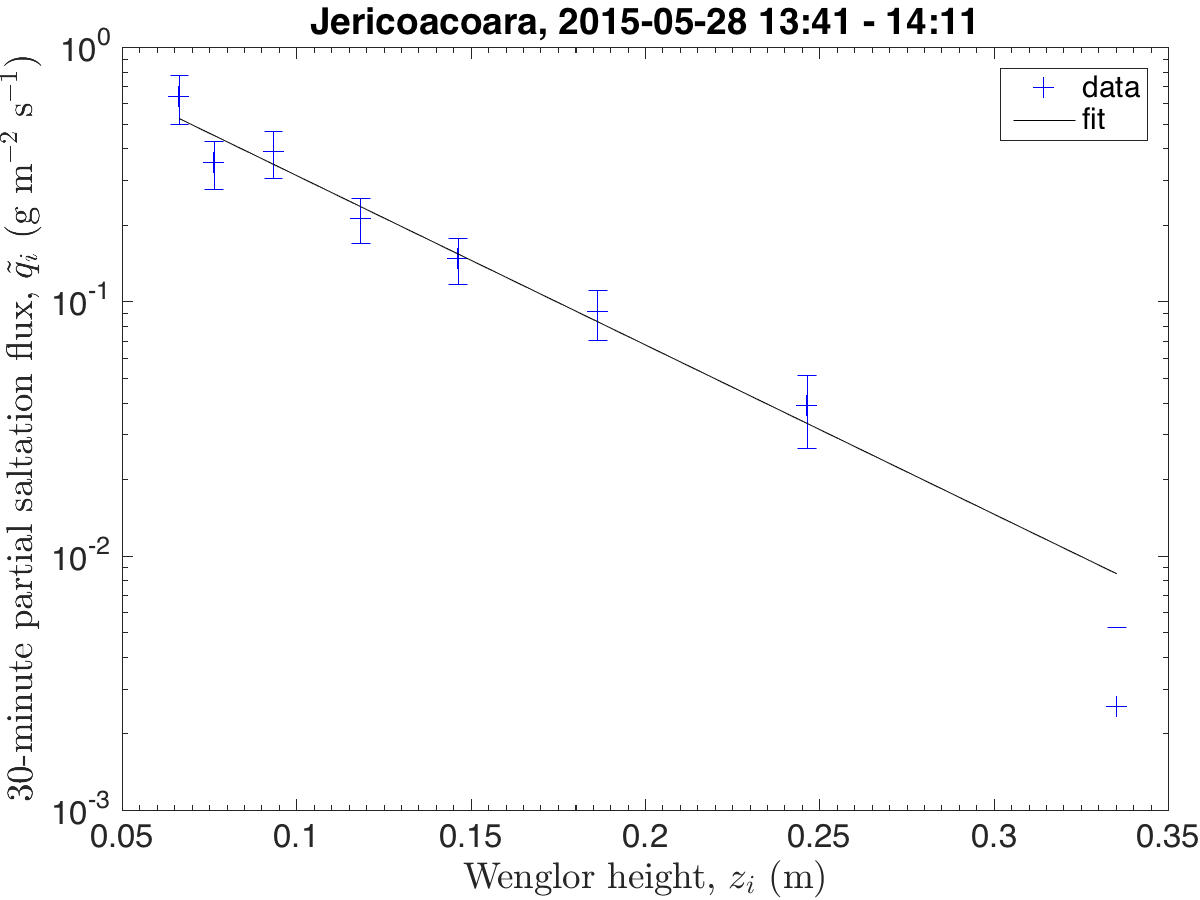 Jericoacoara, 2015-05-28 13:41 - 14:11
30-minute partial saltation flux, q̃ᵢ (g m⁻² s⁻¹)
10⁰
10⁻¹
10⁻²
10⁻³
data
fit
0.05 0.1 0.15 0.2 0.25 0.3 0.35
Wenglor height, zᵢ (m)